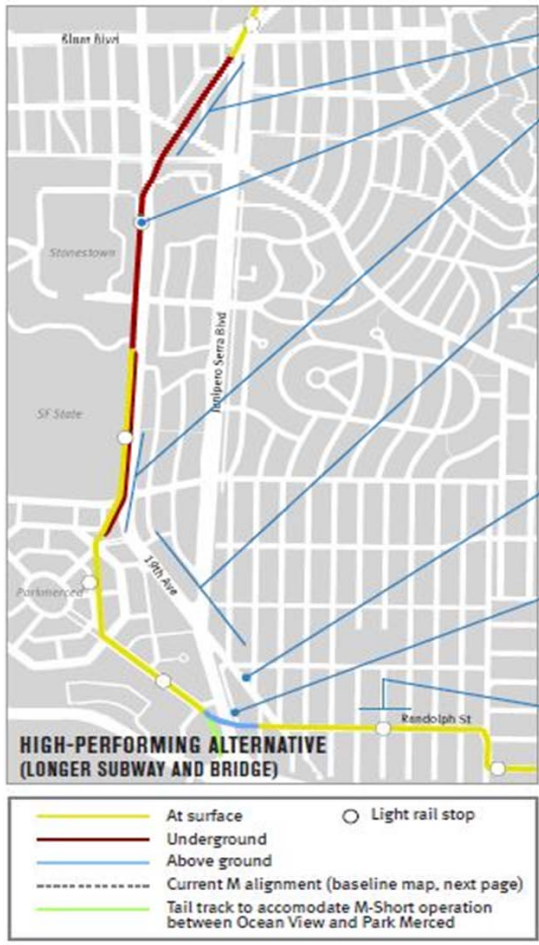 Blvd
Stonestown
Junipero Serra Blvd
SF State
19th Ave
Parkmerced
Randolph St
HIGH-PERFORMING ALTERNATIVE
(LONGER SUBWAY AND BRIDGE)
At surface
Light rail stop
Underground
Above ground
Current M alignment (baseline map, next page)
Tail track to accomodate M-Short operation
between Ocean View and Park Merced